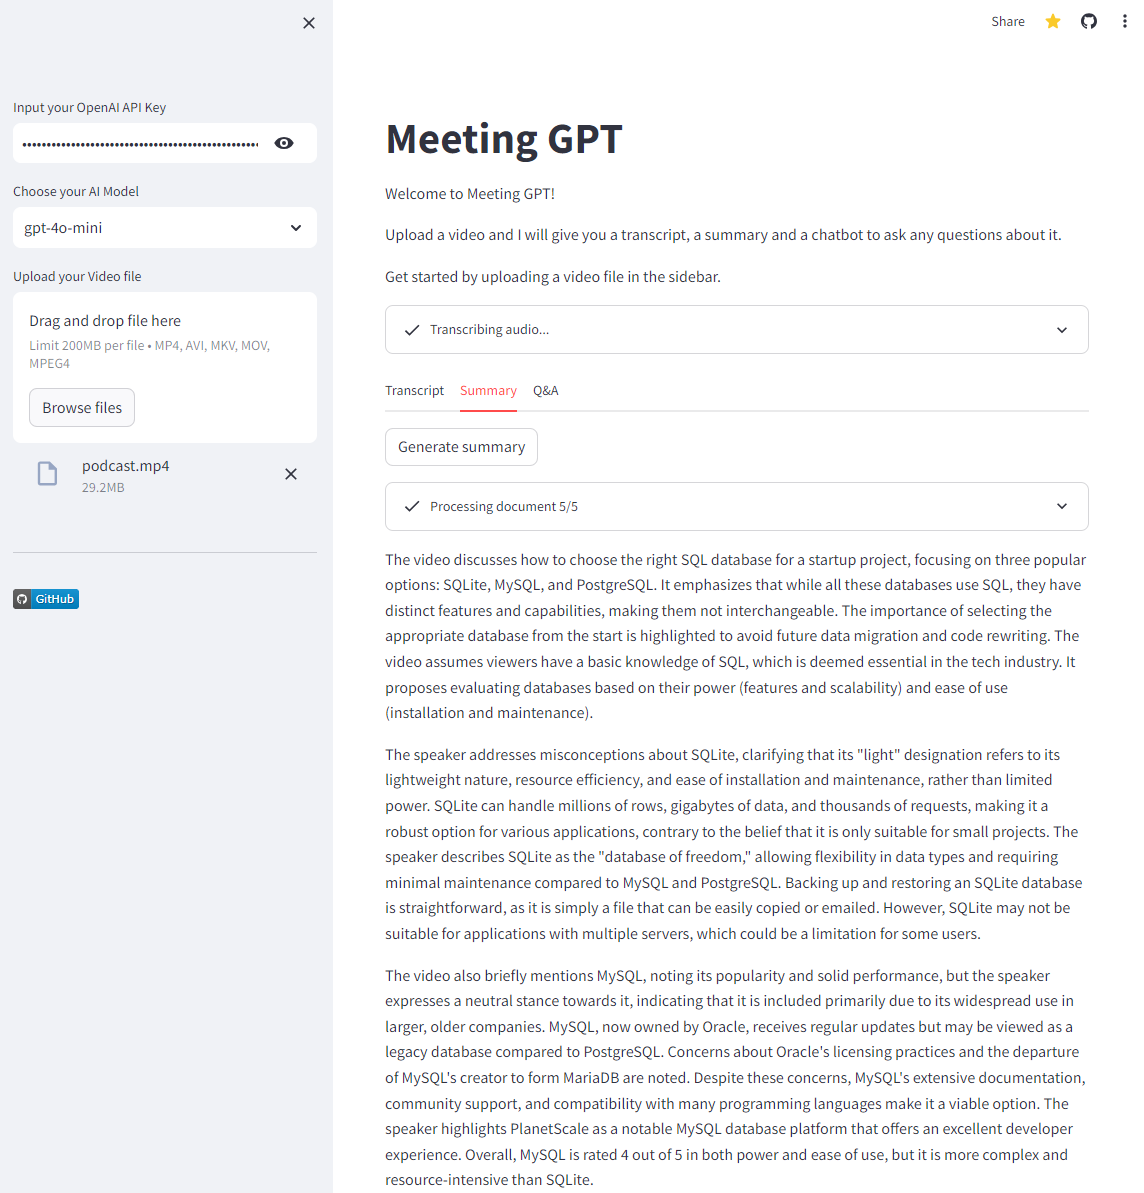 Share
Input your OpenAI API Key
••••••••••••••••••••••••••••••••••••••••••••••••
Choose your AI Model
gpt-4o-mini
Upload your Video file
Drag and drop file here
Limit 200MB per file • MP4, AVI, MKV, MOV,
MPEG4
Browse files
podcast.mp4
29.2MB
GitHub
Meeting GPT
Welcome to Meeting GPT!
Upload a video and I will give you a transcript, a summary and a chatbot to ask any questions about it.
Get started by uploading a video file in the sidebar.
Transcribing audio...
Transcript Summary Q&A
Generate summary
Processing document 5/5
The video discusses how to choose the right SQL database for a startup project, focusing on three popular
options: SQLite, MySQL, and PostgreSQL. It emphasizes that while all these databases use SQL, they have
distinct features and capabilities, making them not interchangeable. The importance of selecting the
appropriate database from the start is highlighted to avoid future data migration and code rewriting. The
video assumes viewers have a basic knowledge of SQL, which is deemed essential in the tech industry. It
proposes evaluating databases based on their power (features and scalability) and ease of use
(installation and maintenance).
The speaker addresses misconceptions about SQLite, clarifying that its "light" designation refers to its
lightweight nature, resource efficiency, and ease of installation and maintenance, rather than limited
power. SQLite can handle millions of rows, gigabytes of data, and thousands of requests, making it a
robust option for various applications, contrary to the belief that it is only suitable for small projects. The
speaker describes SQLite as the "database of freedom," allowing flexibility in data types and requiring
minimal maintenance compared to MySQL and PostgreSQL. Backing up and restoring an SQLite database
is straightforward, as it is simply a file that can be easily copied or emailed. However, SQLite may not be
suitable for applications with multiple servers, which could be a limitation for some users.
The video also briefly mentions MySQL, noting its popularity and solid performance, but the speaker
expresses a neutral stance towards it, indicating that it is included primarily due to its widespread use in
larger, older companies. MySQL, now owned by Oracle, receives regular updates but may be viewed as a
legacy database compared to PostgreSQL. Concerns about Oracle's licensing practices and the departure
of MySQL's creator to form MariaDB are noted. Despite these concerns, MySQL's extensive documentation,
community support, and compatibility with many programming languages make it a viable option. The
speaker highlights PlanetScale as a notable MySQL database platform that offers an excellent developer
experience. Overall, MySQL is rated 4 out of 5 in both power and ease of use, but it is more complex and
resource-intensive than SQLite.